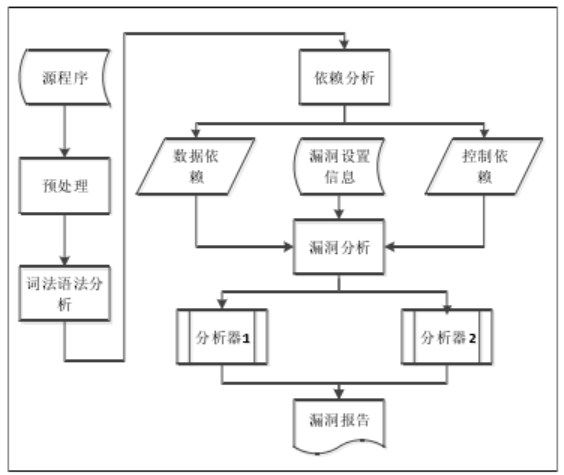 源程序
预处理
词法语法分
析
依赖分析
数据依
赖
漏洞设置
信息
控制依
赖
漏洞分析
分析器1
分析器2
漏洞报告